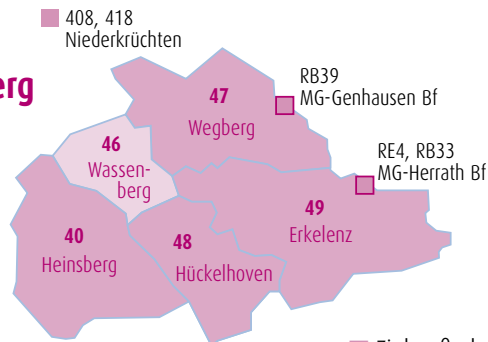 408, 418
Niederkrüchten
erg
RB39
MG-Genhausen Bf
47
Wegberg
RE4, RB33
MG-Herrath Bf
46
Wassen-
berg
49
Erkelenz
40
Heinsberg
48
Hückelhoven